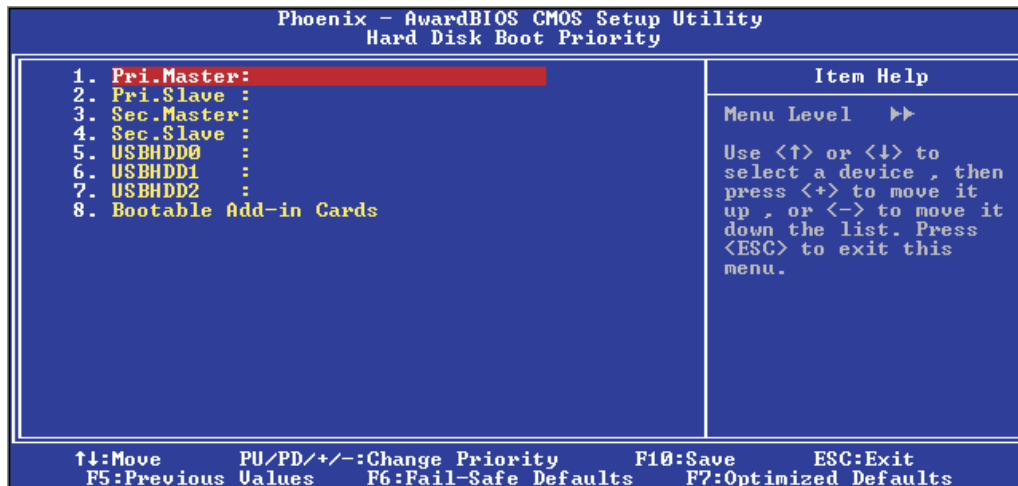 Phoenix - AwardBIOS CMOS Setup Utility
Hard Disk Boot Priority
1. Pri.Master:
2. Pri.Slave :
3. Sec.Master:
4. Sec.Slave :
5. USBHDD0   :
6. USBHDD1   :
7. USBHDD2   :
8. Bootable Add-in Cards
Item Help
Menu Level   ▶▶
Use <↑> or <↓> to
select a device , then
press <+> to move it
up , or <-> to move it
down the list. Press
<ESC> to exit this
menu.
↑↓:Move   PU/PD/+/-:Change Priority   F10:Save   ESC:Exit
F5:Previous Values   F6:Fail-Safe Defaults   F7:Optimized Defaults